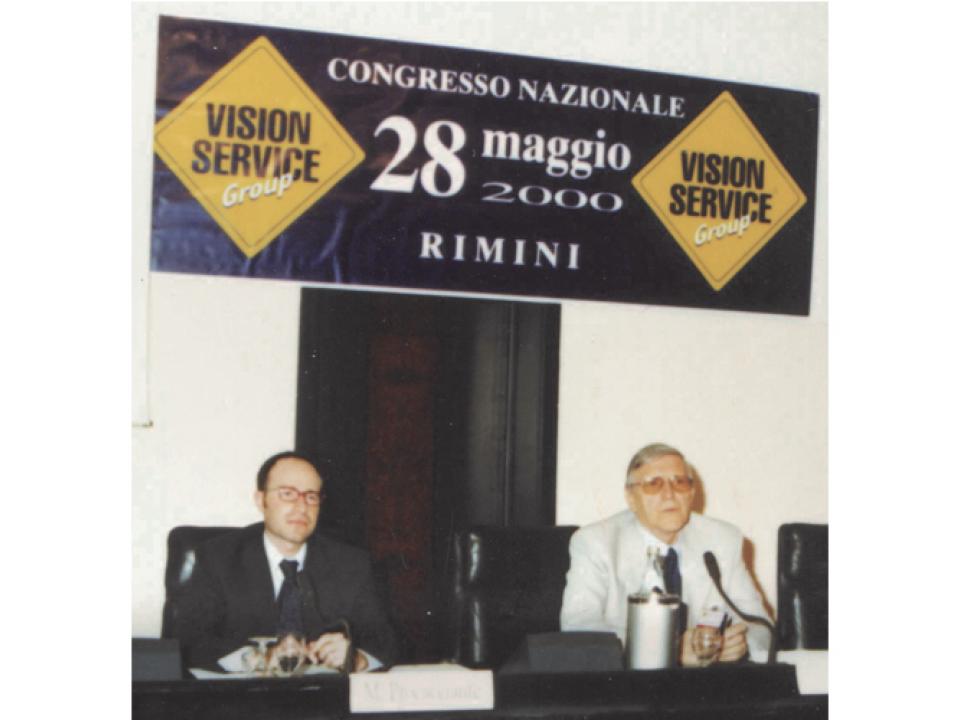 CONGRESSO NAZIONALE
VISION
SERVICE
Group
28 maggio
2000
VISION
SERVICE
Group
RIMINI
M.